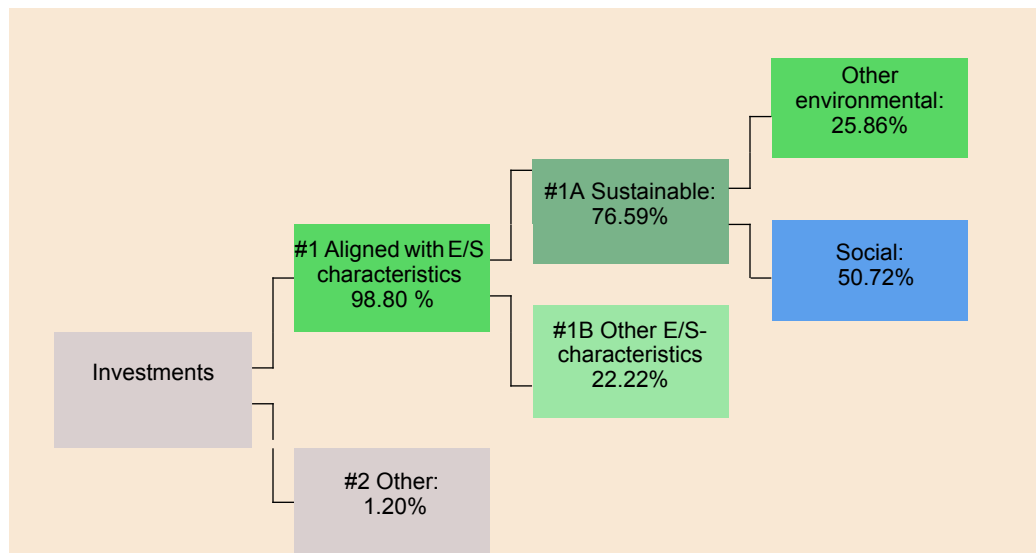 Investments
#1 Aligned with E/S
characteristics
98.80 %
#2 Other:
1.20%
#1A Sustainable:
76.59%
#1B Other E/S-
characteristics
22.22%
Other
environmental:
25.86%
Social:
50.72%